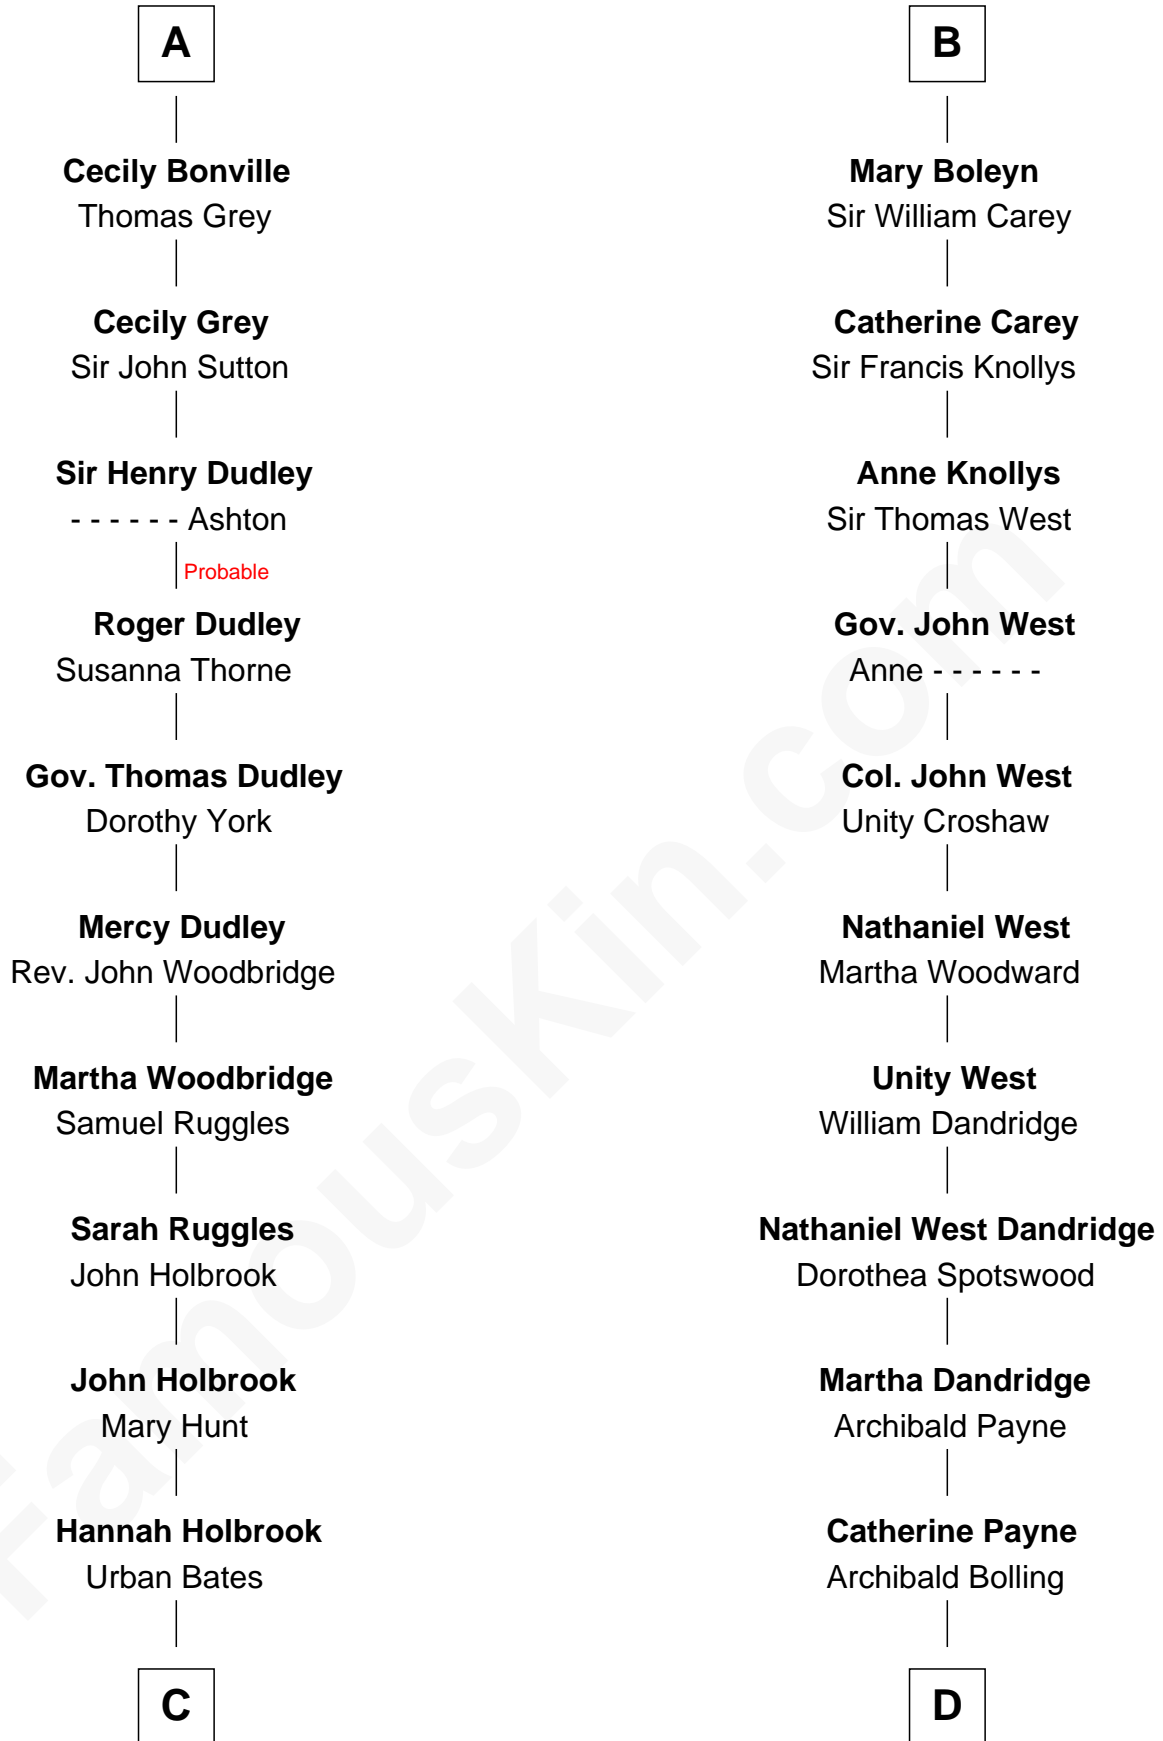 A
Cecily Bonville
Thomas Grey
Cecily Grey
Sir John Sutton
Sir Henry Dudley
- - - - - - Ashton
Probable
Roger Dudley
Susanna Thorne
Gov. Thomas Dudley
Dorothy York
Mercy Dudley
Rev. John Woodbridge
Martha Woodbridge
Samuel Ruggles
Sarah Ruggles
John Holbrook
John Holbrook
Mary Hunt
Hannah Holbrook
Urban Bates
C
B
Mary Boleyn
Sir William Carey
Catherine Carey
Sir Francis Knollys
Anne Knollys
Sir Thomas West
Gov. John West
Anne - - - - - -
Col. John West
Unity Croshaw
Nathaniel West
Martha Woodward
Unity West
William Dandridge
Nathaniel West Dandridge
Dorothea Spotswood
Martha Dandridge
Archibald Payne
Catherine Payne
Archibald Bolling
D
FamousKin.com